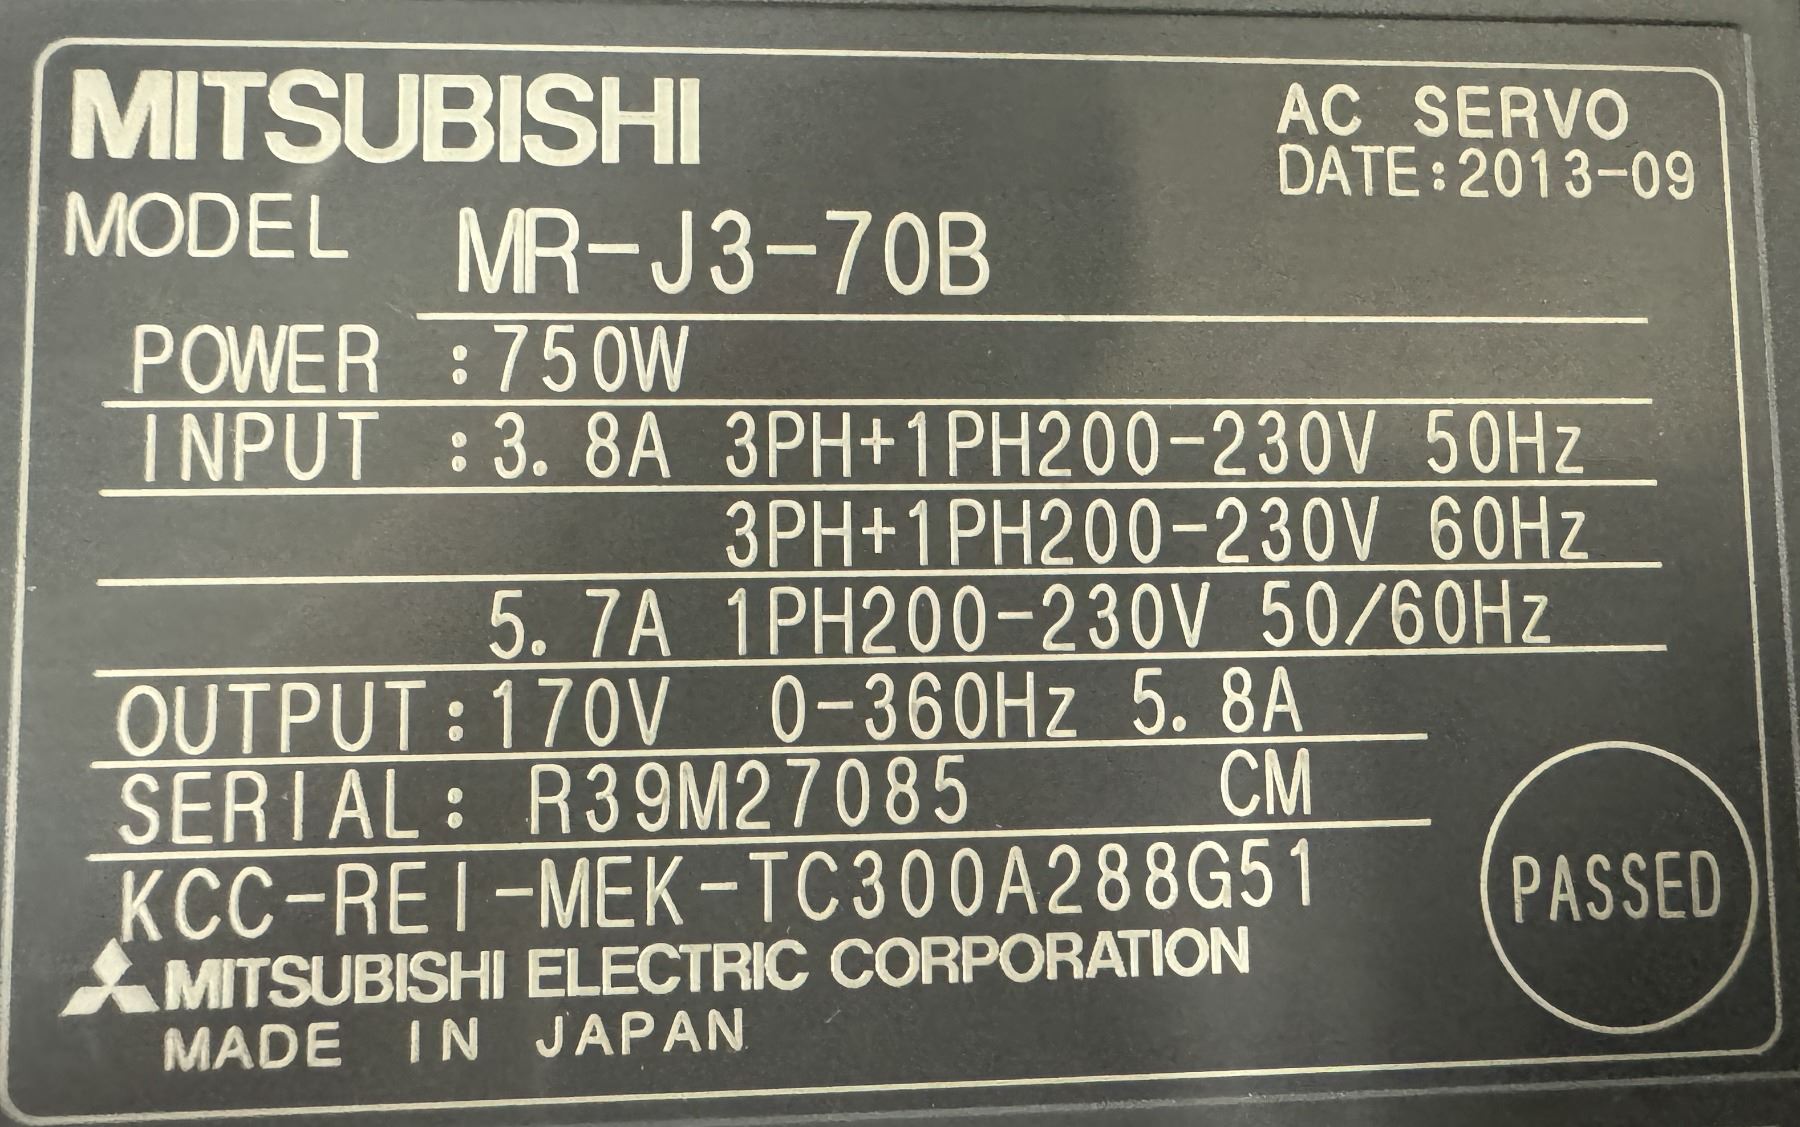 MITSUBISHI
AC SERVO
DATE:2013-09
MODEL MR-J3-70B
POWER :750W
INPUT :3.8A 3PH+1PH200-230V 50Hz
3PH+1PH200-230V 60Hz
5.7A 1PH200-230V 50/60Hz
OUTPUT:170V 0-360Hz 5.8A
SERIAL: R39M27085 CM
KCC-REI-MEK-TC300A288G51
PASSED
MITSUBISHI ELECTRIC CORPORATION
MADE IN JAPAN